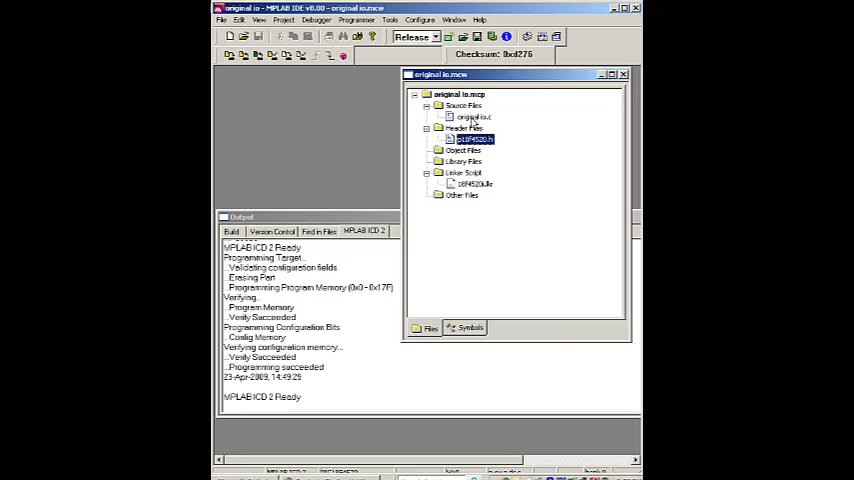 original io - MPLAB IDE v8.00 - original io.mcw
File Edit View Project Debugger Programmer Tools Configure Window Help
Release
Checksum: 0xd276
original io.mcw
original io.mcp
Source Files
original io.c
Header Files
p18f4520.h
Object Files
Library Files
Linker Script
18f4520i.lkr
Other Files
Files Symbols
Output
Build Version Control Find in Files MPLAB ICD 2
MPLAB ICD 2 Ready
Programming Target...
...Validating configuration fields
...Erasing Part
...Programming Program Memory (0x0 - 0x17F)
Verifying...
...Program Memory
...Verify Succeeded
Programming Configuration Bits
.. Config Memory
Verifying configuration memory...
...Verify Succeeded
...Programming succeeded
23-Apr-2009, 14:49:29
MPLAB ICD 2 Ready